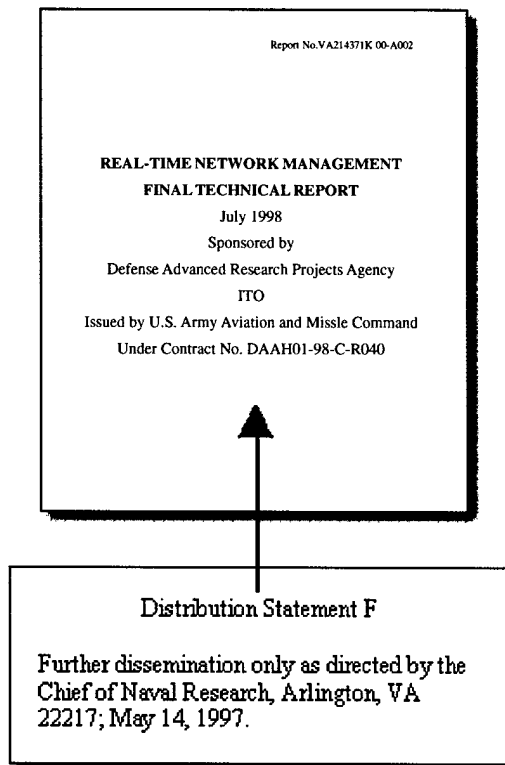 Report No.VA214371K 00-A002
REAL-TIME NETWORK MANAGEMENT
FINAL TECHNICAL REPORT
July 1998
Sponsored by
Defense Advanced Research Projects Agency
ITO
Issued by U.S. Army Aviation and Missle Command
Under Contract No. DAAH01-98-C-R040
Distribution Statement F
Further dissemination only as directed by the
Chief of Naval Research, Arlington, VA
22217; May 14, 1997.